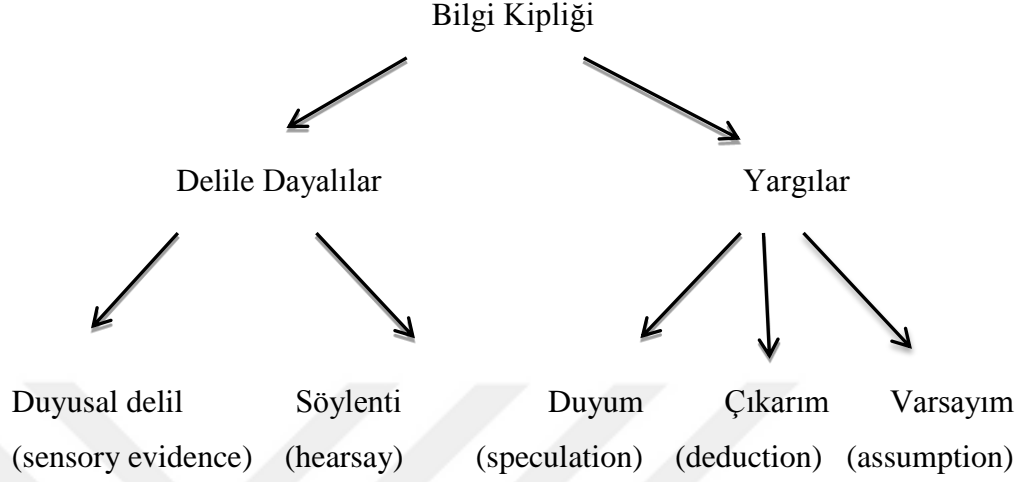 Bilgi Kipliği
Delile Dayalılar Yargılar
Duyusal delil Söylenti Duyum Çıkarım Varsayım
(sensory evidence) (hearsay) (speculation) (deduction) (assumption)